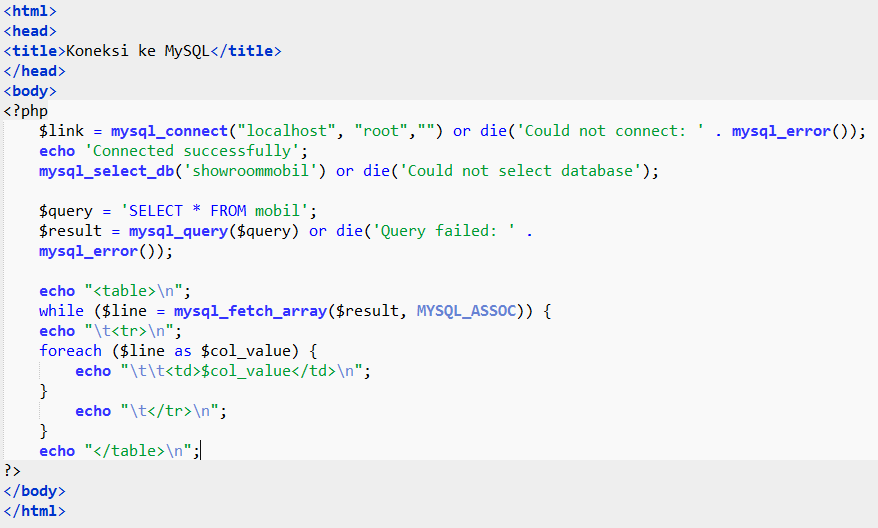 <html>
<head>
<title>Koneksi ke MySQL</title>
</head>
<body>
<?php
    $link = mysql_connect("localhost", "root","") or die('Could not connect: ' . mysql_error());
    echo 'Connected successfully';
    mysql_select_db('showroommobil') or die('Could not select database');

    $query = 'SELECT * FROM mobil';
    $result = mysql_query($query) or die('Query failed: ' .
    mysql_error());

    echo "<table>\n";
    while ($line = mysql_fetch_array($result, MYSQL_ASSOC)) {
    echo "\t<tr>\n";
    foreach ($line as $col_value) {
        echo "\t\t<td>$col_value</td>\n";
    }
        echo "\t</tr>\n";
    }
    echo "</table>\n";
?>
</body>
</html>